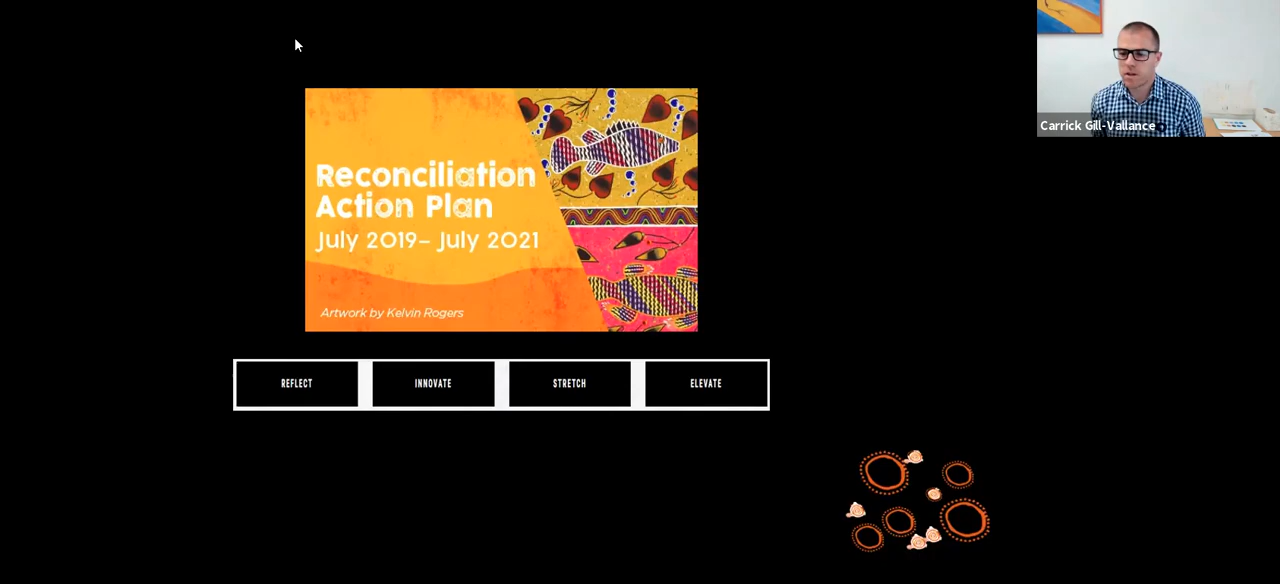 Reconciliation
Action Plan
July 2019– July 2021
Artwork by Kelvin Rogers
REFLECT
INNOVATE
STRETCH
ELEVATE
Carrick Gill-Vallance